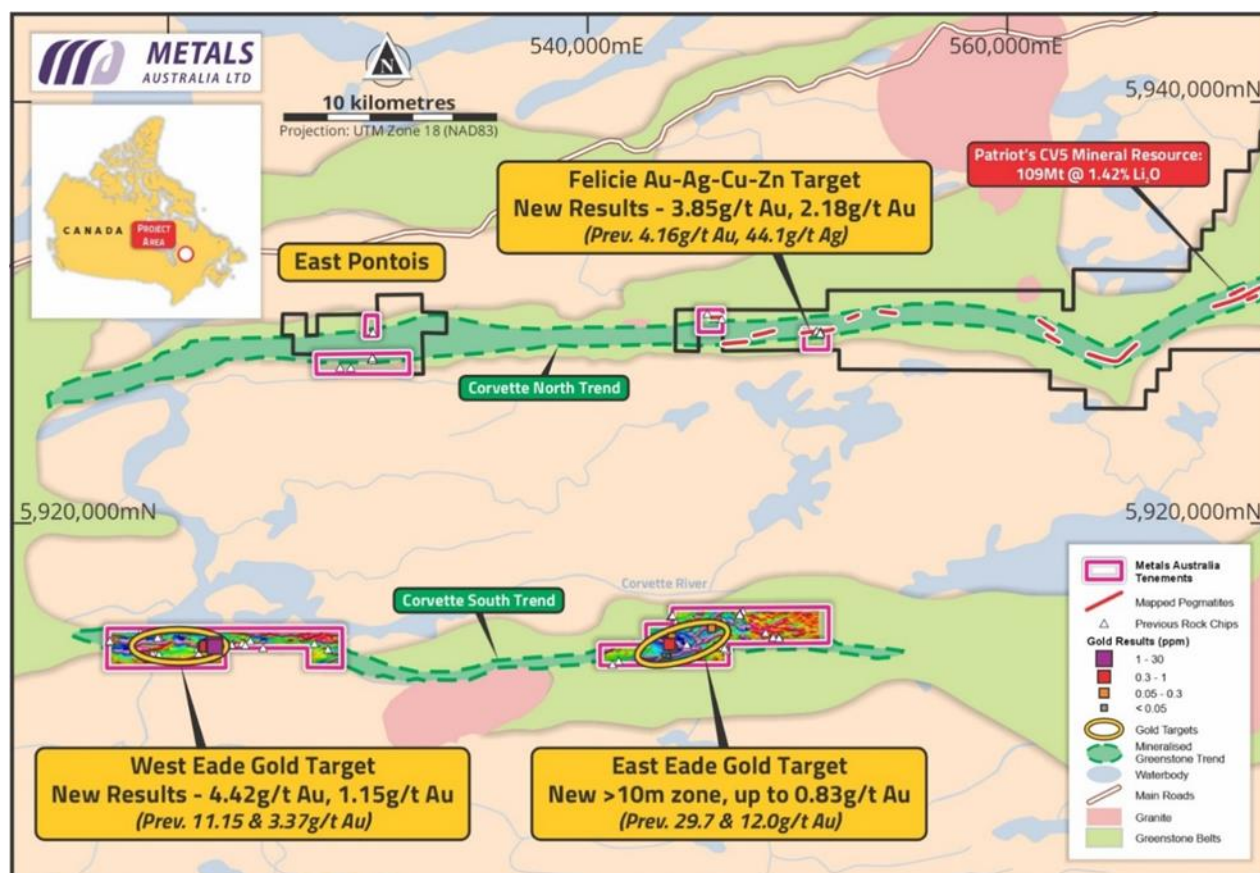 METALS
AUSTRALIA LTD
N
10 kilometres
Projection: UTM Zone 18 (NAD83)
540,000mE
560,000mE
5,940,000mN
CANADA
PROJECT
AREA
Felicie Au-Ag-Cu-Zn Target
New Results - 3.85g/t Au, 2.18g/t Au
(Prev. 4.16g/t Au, 44.1g/t Ag)
Patriot's CV5 Mineral Resource:
109Mt @ 1.42% Li₂O
East Pontois
Corvette North Trend
5,920,000mN
5,920,000mN
Corvette River
Corvette South Trend
West Eade Gold Target
New Results - 4.42g/t Au, 1.15g/t Au
(Prev. 11.15 & 3.37g/t Au)
East Eade Gold Target
New >10m zone, up to 0.83g/t Au
(Prev. 29.7 & 12.0g/t Au)
Metals Australia
Tenements
Mapped Pegmatites
Previous Rock Chips
Gold Results (ppm)
1 - 30
0.3 - 1
0.05 - 0.3
< 0.05
Gold Targets
Mineralised
Greenstone Trend
Waterbody
Main Roads
Granite
Greenstone Belts